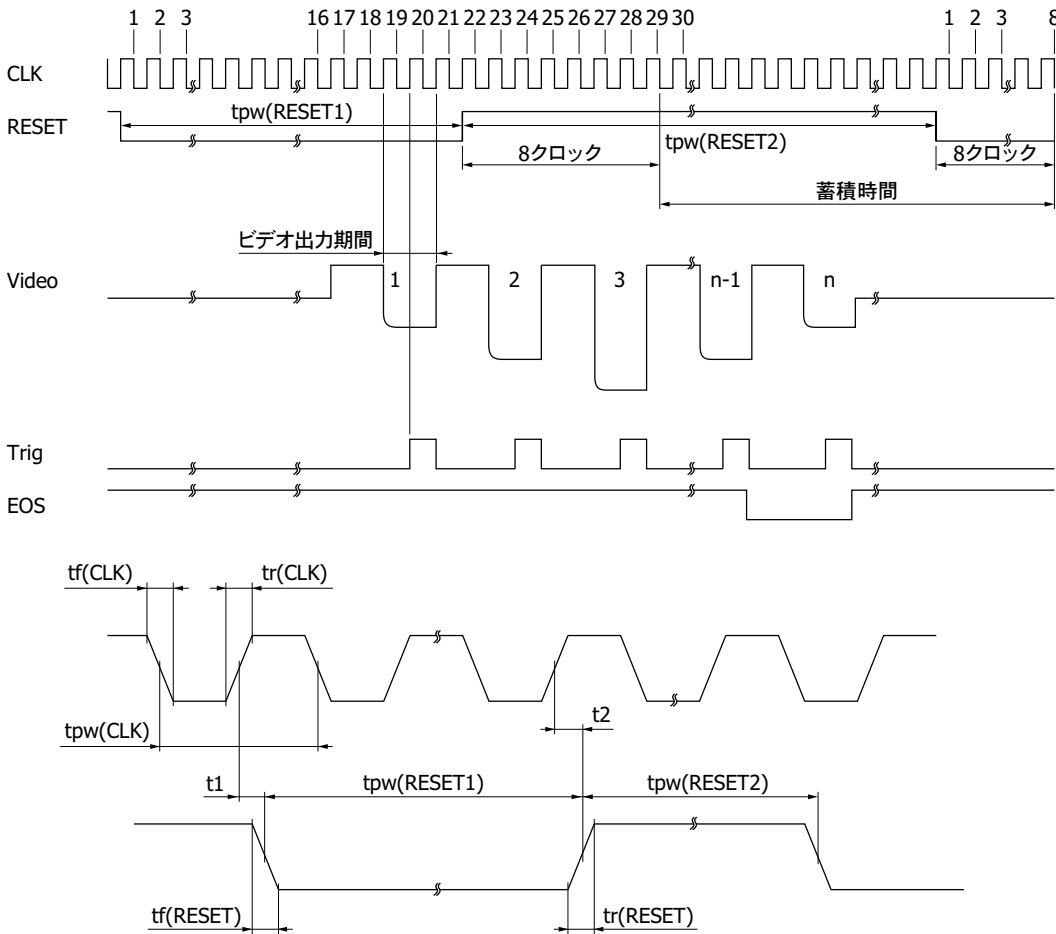 1 2 3 16 17 18 19 20 21 22 23 24 25 26 27 28 29 30 1 2 3 8
CLK
RESET
tpw(RESET1)
tpw(RESET2)
8クロック
8クロック
蓄積時間
ビデオ出力期間
Video
1 2 3 n-1 n
Trig
EOS
tf(CLK)
tr(CLK)
tpw(CLK)
t2
t1
tpw(RESET1)
tpw(RESET2)
tf(RESET)
tr(RESET)